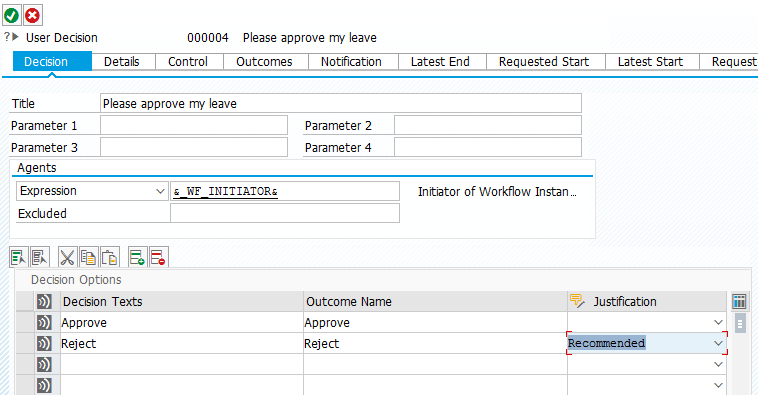 User Decision 000004 Please approve my leave
Decision Details Control Outcomes Notification Latest End Requested Start Latest Start Request
Title Please approve my leave
Parameter 1 Parameter 2
Parameter 3 Parameter 4
Agents
Expression &_WF_INITIATOR& Initiator of Workflow Instan...
Excluded
Decision Options
Decision Texts Outcome Name Justification
Approve Approve
Reject Reject Recommended